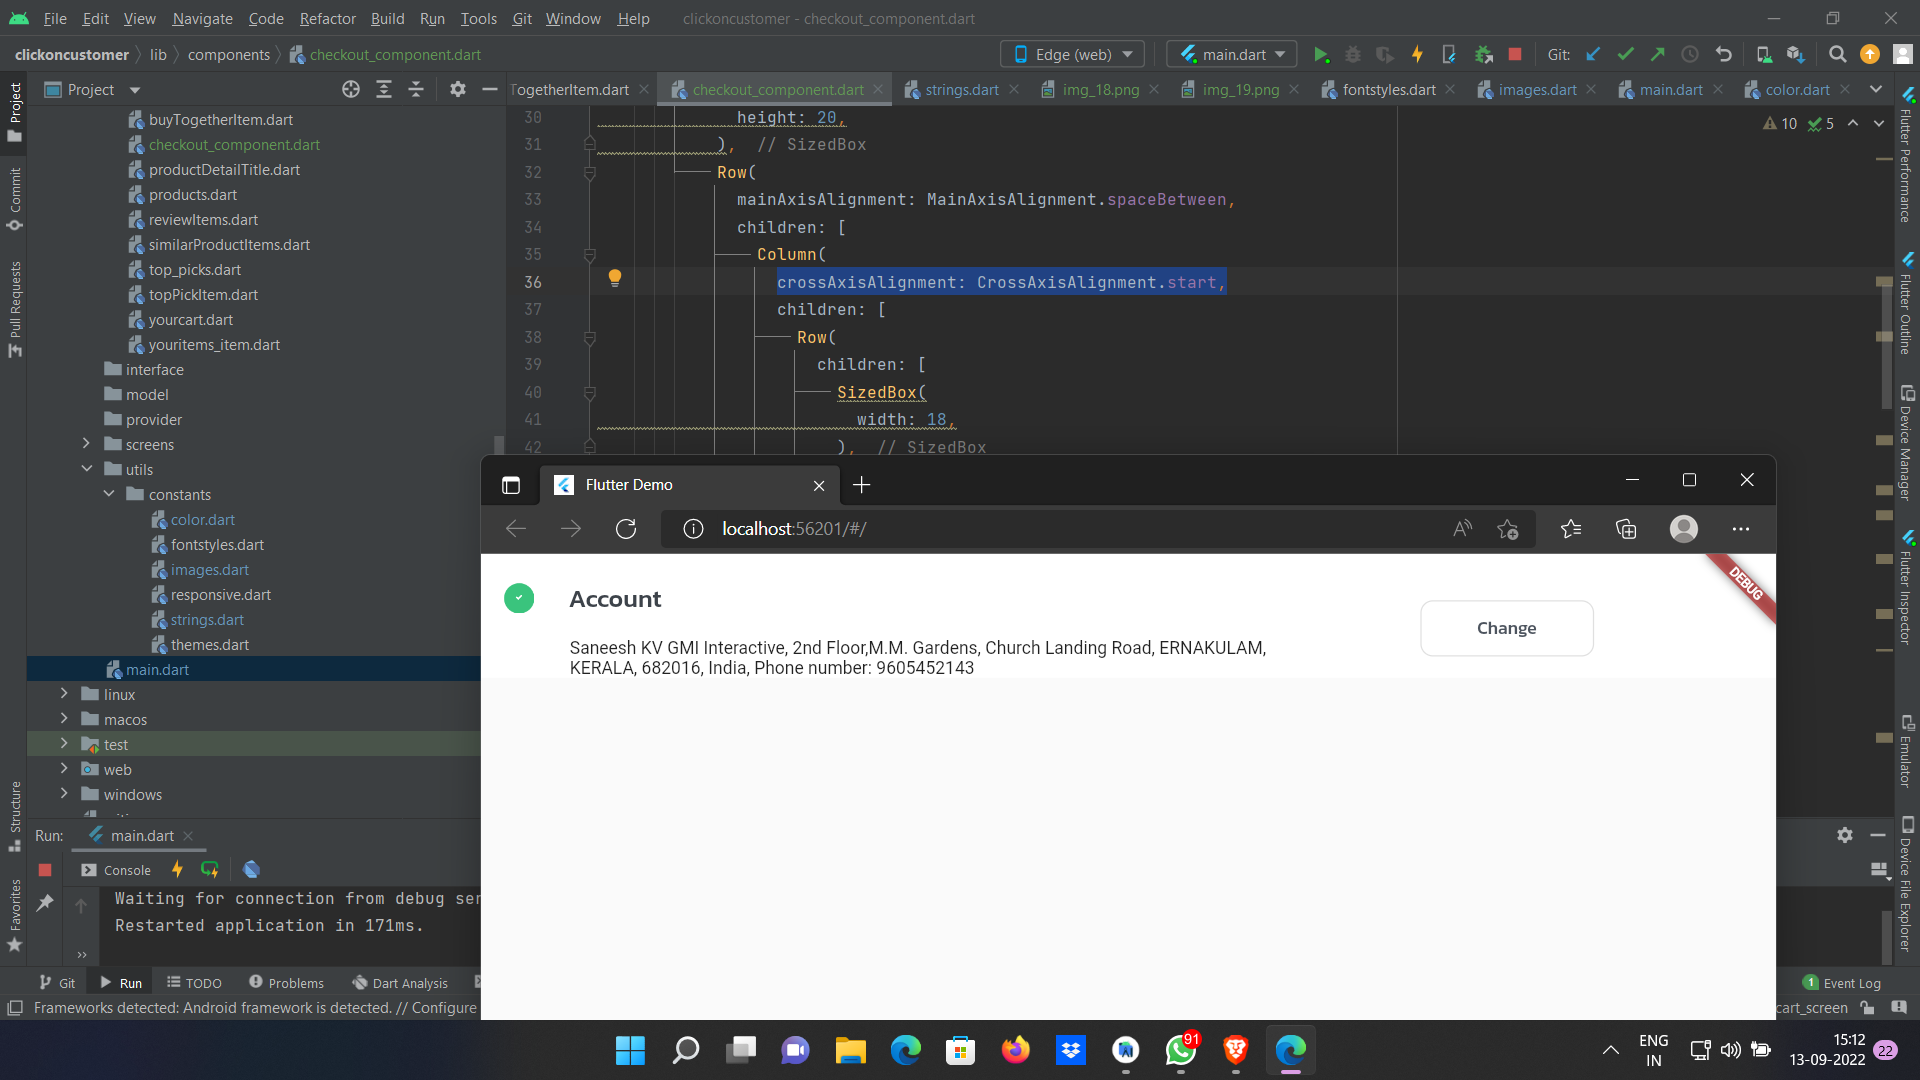 File Edit View Navigate Code Refactor Build Run Tools Git Window Help clickoncustomer - checkout_component.dart
clickoncustomer lib components checkout_component.dart Edge (web) main.dart Git:
Project
TogetherItem.dart checkout_component.dart strings.dart img_18.png img_19.png fontstyles.dart images.dart main.dart color.dart
buyTogetherItem.dart
checkout_component.dart
productDetailTitle.dart
products.dart
reviewItems.dart
similarProductItems.dart
top_picks.dart
topPickItem.dart
yourcart.dart
youritems_item.dart
interface
model
provider
screens
utils
constants
color.dart
fontstyles.dart
images.dart
responsive.dart
strings.dart
themes.dart
main.dart
linux
macos
test
web
windows
30 height: 20,
31 ), // SizedBox
32 Row(
33 mainAxisAlignment: MainAxisAlignment.spaceBetween,
34 children: [
35 Column(
36 crossAxisAlignment: CrossAxisAlignment.start,
37 children: [
38 Row(
39 children: [
40 SizedBox(
41 width: 18,
42 ), // SizedBox
10 5
Project
Commit
Pull Requests
Structure
Favorites
Flutter Performance
Flutter Outline
Device Manager
Flutter Inspector
Emulator
Device File Explorer
Flutter Demo
localhost:56201/#/
DEBUG
Account
Change
Saneesh KV GMI Interactive, 2nd Floor,M.M. Gardens, Church Landing Road, ERNAKULAM,
KERALA, 682016, India, Phone number: 9605452143
Run: main.dart
Console
Waiting for connection from debug ser
Restarted application in 171ms.
Git Run TODO Problems Dart Analysis
1 Event Log
Frameworks detected: Android framework is detected. // Configure
cart_screen
91
ENG
IN
15:12
13-09-2022
22